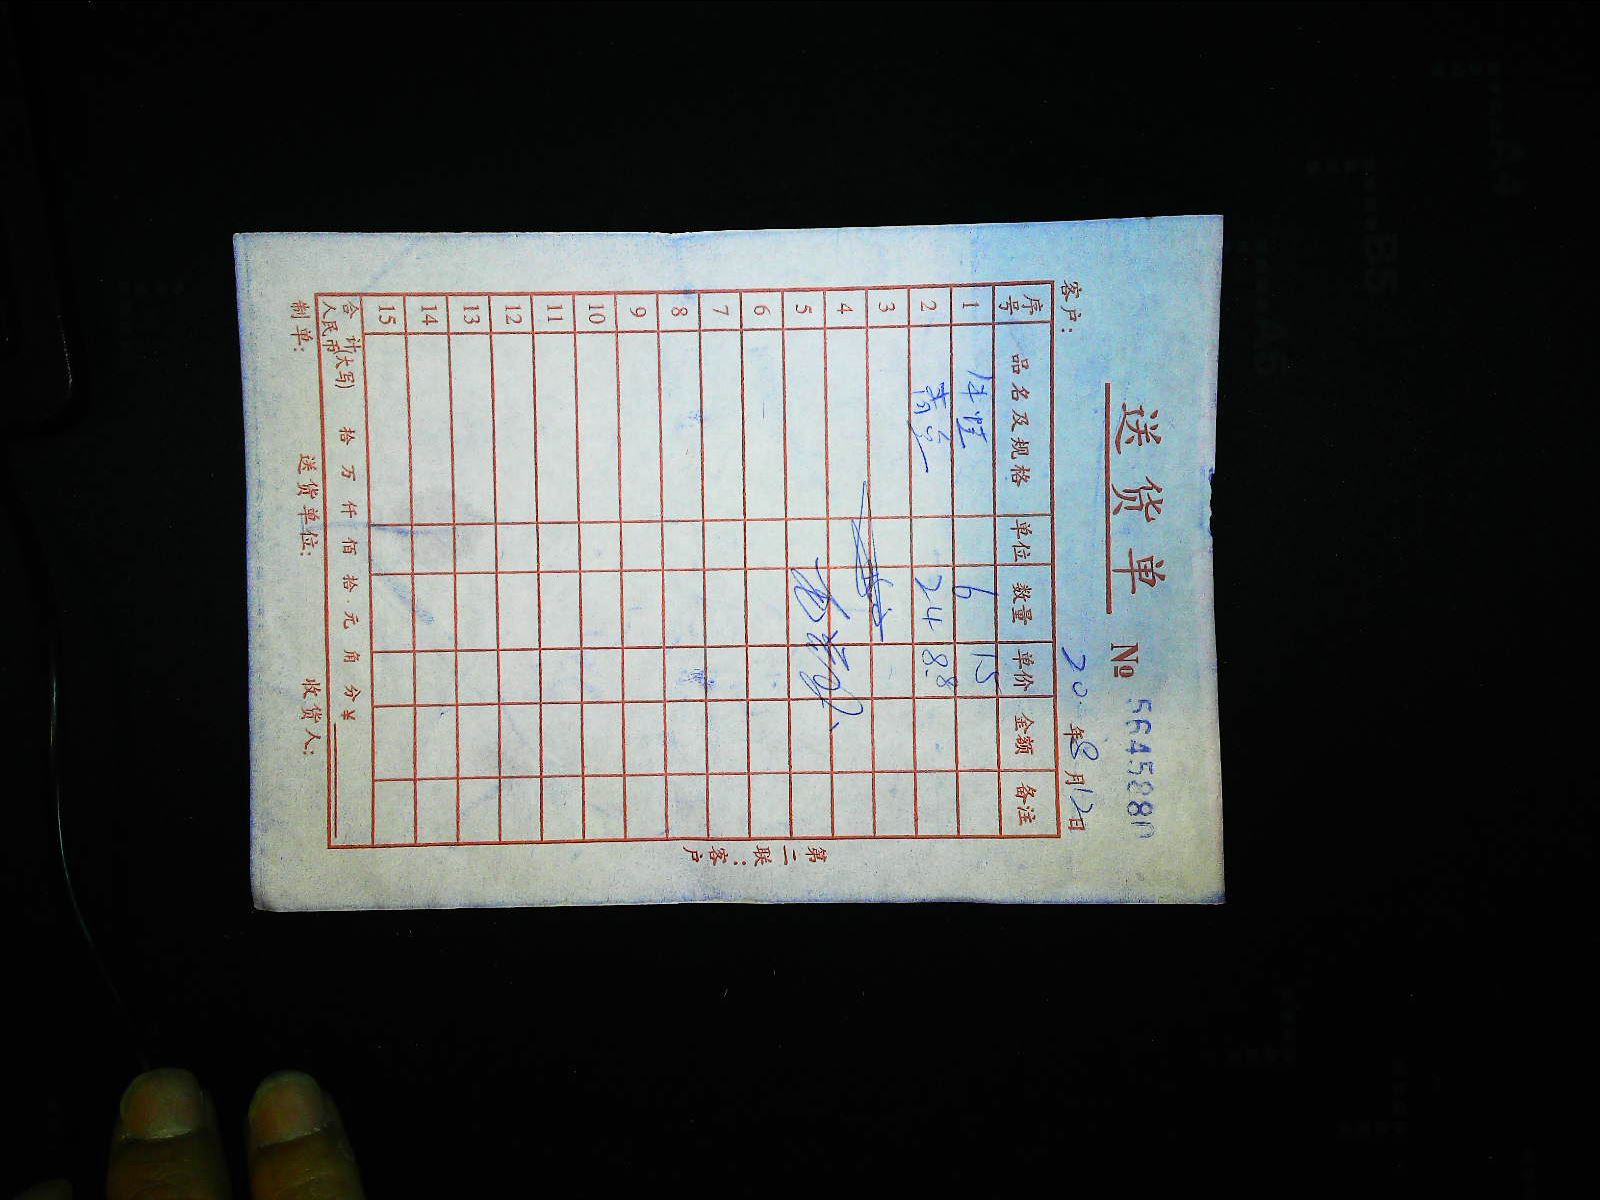 送货单 № 5645880
客户： 20 年 8 月 12 日
序号 品名及规格 单位 数量 单价 金额 备注
1 6 15
2 24 8.8
3
4
5
6
7
8
9
10
11
12
13
14
15
合计 人民币(大写) 拾 万 仟 佰 拾 元 角 分 ¥
制单： 送货单位： 收货人：
第二联：客户